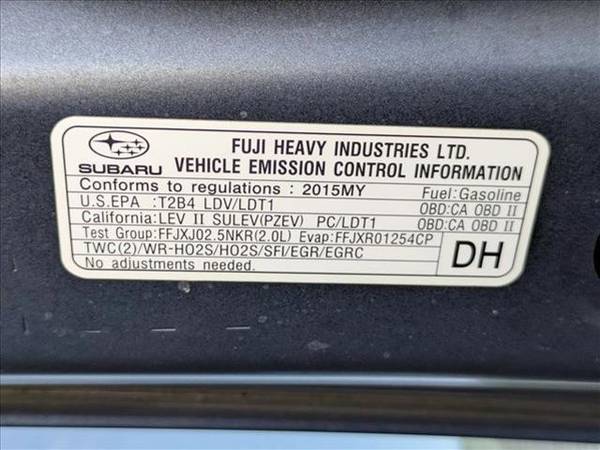 SUBARU
FUJI HEAVY INDUSTRIES LTD.
VEHICLE EMISSION CONTROL INFORMATION
Conforms to regulations : 2015MY Fuel:Gasoline
U.S.EPA :T2B4 LDV/LDT1 OBD:CA OBD II
California:LEV II SULEV(PZEV) PC/LDT1 OBD:CA OBD II
Test Group:FFJXJ02.5NKR(2.0L) Evap:FFJXR01254CP
TWC(2)/WR-HO2S/HO2S/SFI/EGR/EGRC
No adjustments needed.
DH